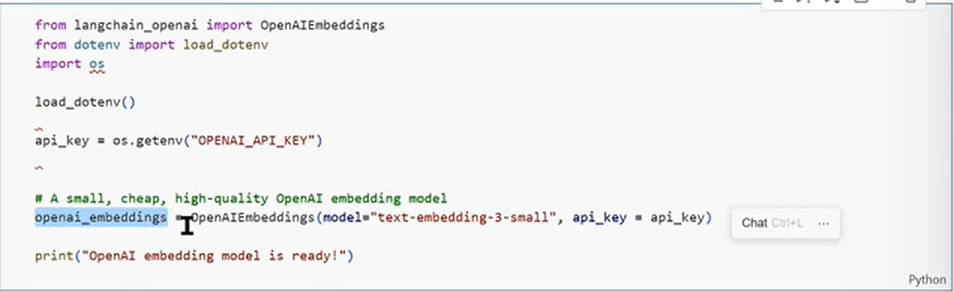 from langchain_openai import OpenAIEmbeddings
from dotenv import load_dotenv
import os
load_dotenv()
api_key = os.getenv("OPENAI_API_KEY")
# A small, cheap, high-quality OpenAI embedding model
openai_embeddings = OpenAIEmbeddings(model="text-embedding-3-small", api_key = api_key)
Chat Ctrl+L ...
print("OpenAI embedding model is ready!")
Python